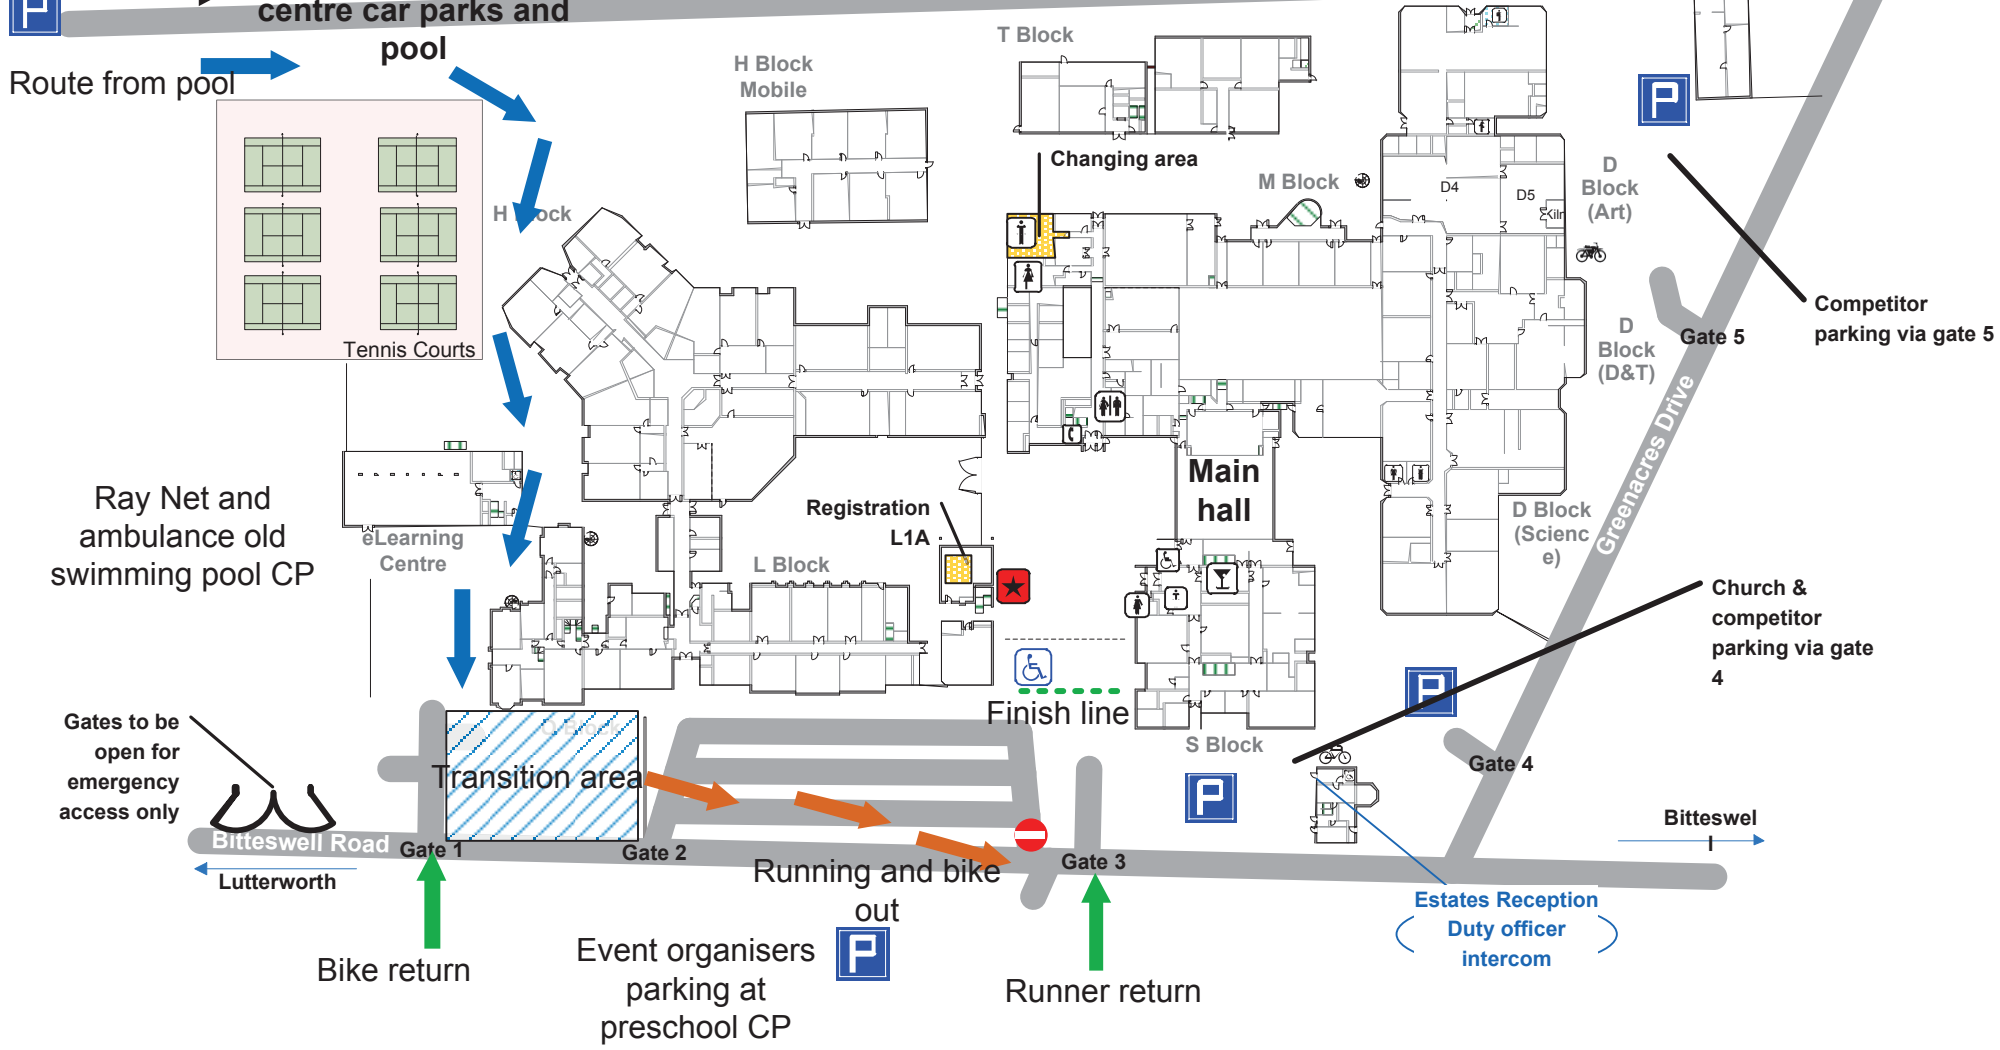 centre car parks and
pool
Route from pool
T Block
H Block
Mobile
Changing area
M Block
D4
D5
Kiln
D
Block
(Art)
H Block
Tennis Courts
Competitor
parking via gate 5
Gate 5
D
Block
(D&T)
Greenacres Drive
Main
hall
Registration
L1A
Ray Net and
ambulance old
swimming pool CP
eLearning
Centre
L Block
D Block
(Scienc
e)
Church &
competitor
parking via gate
4
Finish line
S Block
Gate 4
Gates to be
open for
emergency
access only
Q Block
Transition area
Bitteswell Road
Gate 1
Gate 2
Gate 3
Lutterworth
Bitteswel
l
Running and bike
out
Estates Reception
Duty officer
intercom
Bike return
Event organisers
parking at
preschool CP
Runner return
P
P
P
P
P